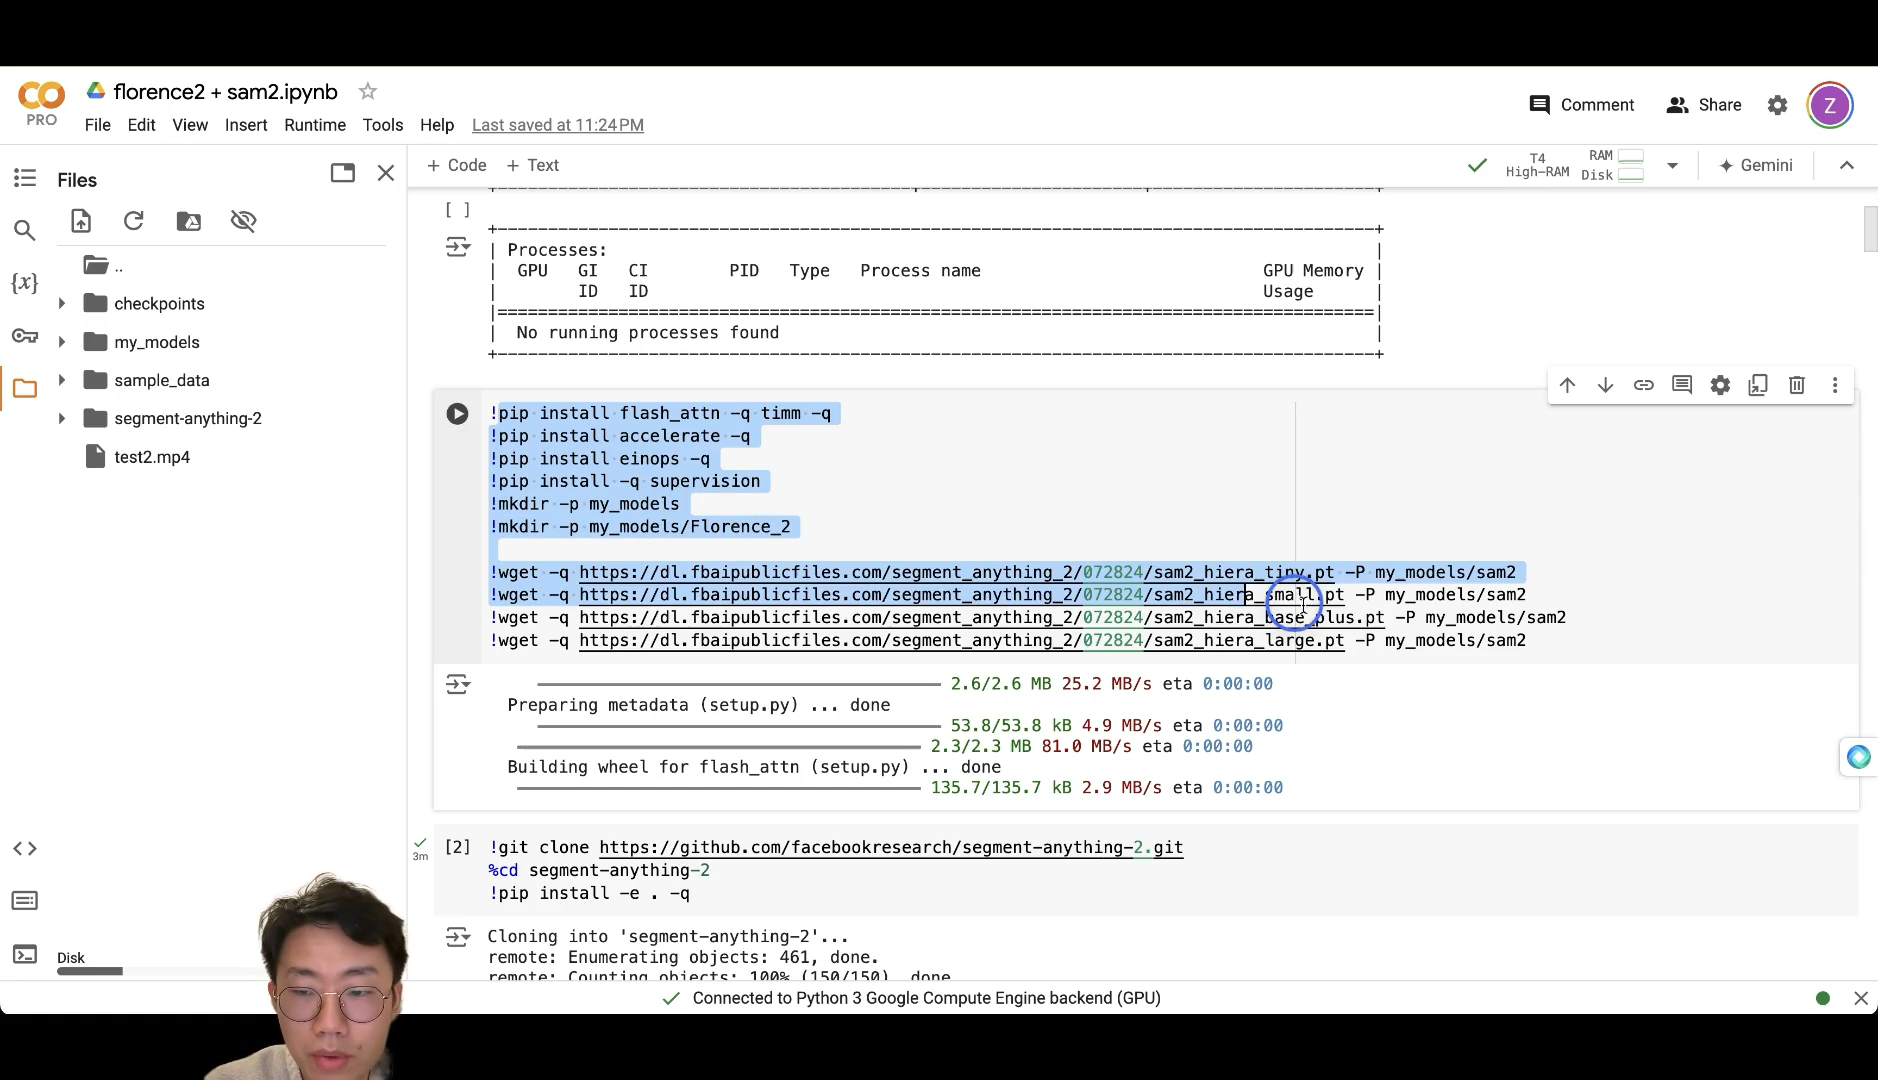 PRO
florence2 + sam2.ipynb
File Edit View Insert Runtime Tools Help Last saved at 11:24 PM
Comment
Share
Z
Files
+ Code + Text
T4
High-RAM
RAM
Disk
Gemini
..
checkpoints
my_models
sample_data
segment-anything-2
test2.mp4
{x}
[ ]
Processes:
GPU GI CI PID Type Process name GPU Memory
ID ID Usage
No running processes found
!pip install flash_attn -q timm -q
!pip install accelerate -q
!pip install einops -q
!pip install -q supervision
!mkdir -p my_models
!mkdir -p my_models/Florence_2
!wget -q https://dl.fbaipublicfiles.com/segment_anything_2/072824/sam2_hiera_tiny.pt -P my_models/sam2
!wget -q https://dl.fbaipublicfiles.com/segment_anything_2/072824/sam2_hiera_small.pt -P my_models/sam2
!wget -q https://dl.fbaipublicfiles.com/segment_anything_2/072824/sam2_hiera_base_plus.pt -P my_models/sam2
!wget -q https://dl.fbaipublicfiles.com/segment_anything_2/072824/sam2_hiera_large.pt -P my_models/sam2
2.6/2.6 MB 25.2 MB/s eta 0:00:00
Preparing metadata (setup.py) ... done
53.8/53.8 kB 4.9 MB/s eta 0:00:00
2.3/2.3 MB 81.0 MB/s eta 0:00:00
Building wheel for flash_attn (setup.py) ... done
135.7/135.7 kB 2.9 MB/s eta 0:00:00
3m
[2] !git clone https://github.com/facebookresearch/segment-anything-2.git
%cd segment-anything-2
!pip install -e . -q
Cloning into 'segment-anything-2'...
remote: Enumerating objects: 461, done.
remote: Counting objects: 100% (150/150), done
Disk
Connected to Python 3 Google Compute Engine backend (GPU)